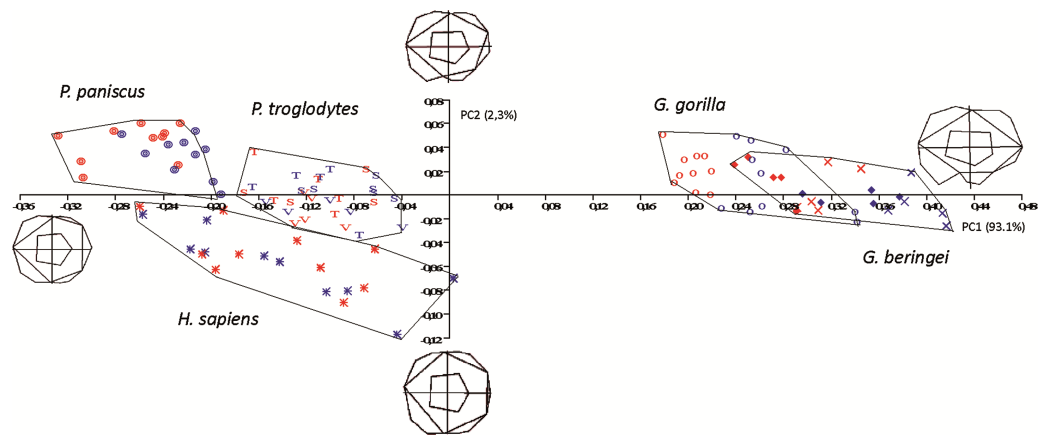 P. paniscus
P. troglodytes
G. gorilla
0,08
PC2 (2,3%)
0,06
0,04
0,02
-0,36 -0,32 -0,28 -0,24 -0,20 -0,16 -0,12 -0,08 -0,04 0,04 0,08 0,12 0,16 0,20 0,24 0,28 0,32 0,36 0,40 0,44 0,48
-0,02
PC1 (93.1%)
-0,04
G. beringei
-0,06
-0,08
H. sapiens
-0,10
-0,12